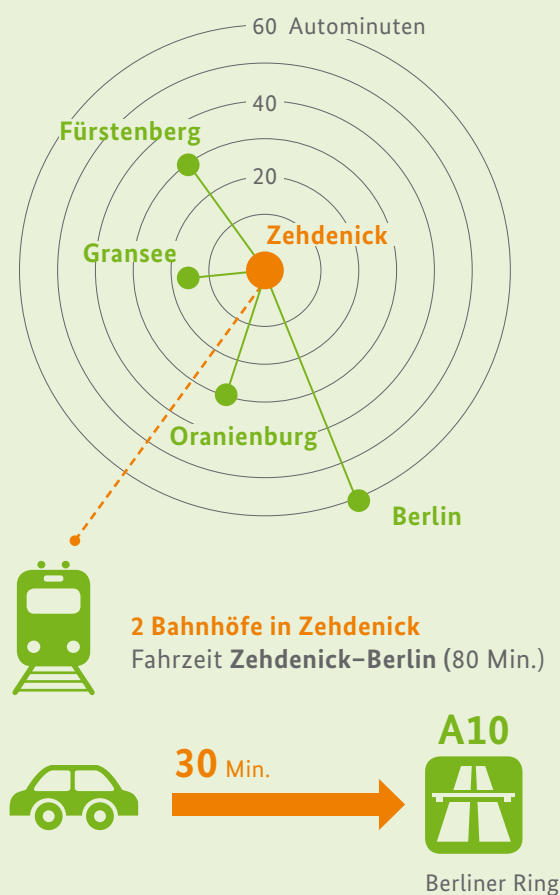 60 Autominuten
40
Fürstenberg
20
Zehdenick
Gransee
Oranienburg
Berlin
2 Bahnhöfe in Zehdenick
Fahrzeit Zehdenick–Berlin (80 Min.)
A10
30 Min.
Berliner Ring